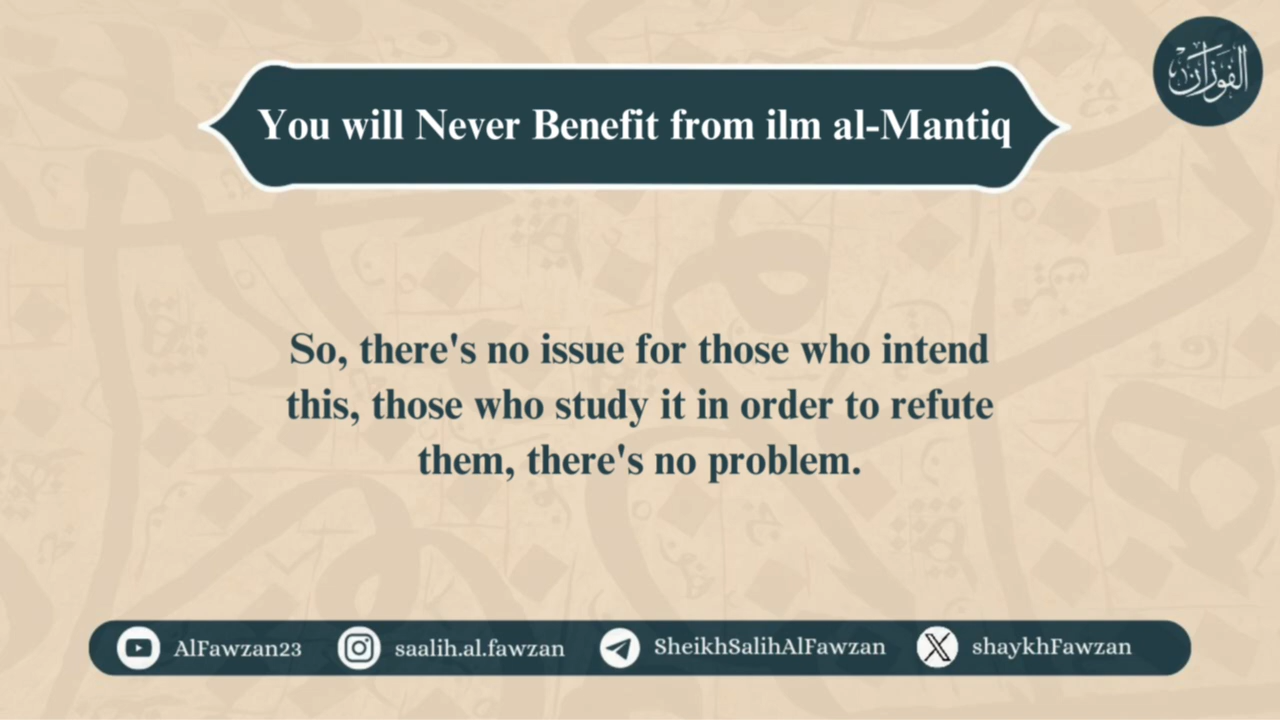 الفوزان
You will Never Benefit from ilm al-Mantiq
So, there's no issue for those who intend
this, those who study it in order to refute
them, there's no problem.
AlFawzan23
saalih.al.fawzan
SheikhSalihAlFawzan
shaykhFawzan